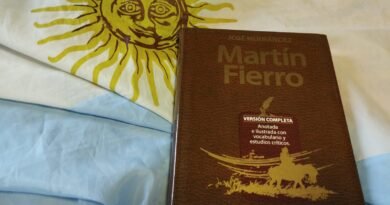 JOSÉ HERNÁNDEZ
Martín
Fierro
VERSIÓN COMPLETA
Anotada
e ilustrada con
vocabulario y
estudios críticos.